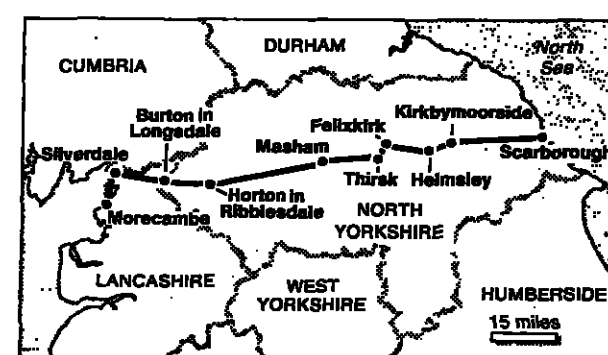 DURHAM
North
Sea
CUMBRIA
Burton in
Longsdale
Kirkbymoorside
Felixkirk
Masham
Silverdale
Scarborough
Thirsk
Helmsley
Horton in
Ribblesdale
Morecambe
NORTH
YORKSHIRE
LANCASHIRE
WEST
YORKSHIRE
HUMBERSIDE
15 miles